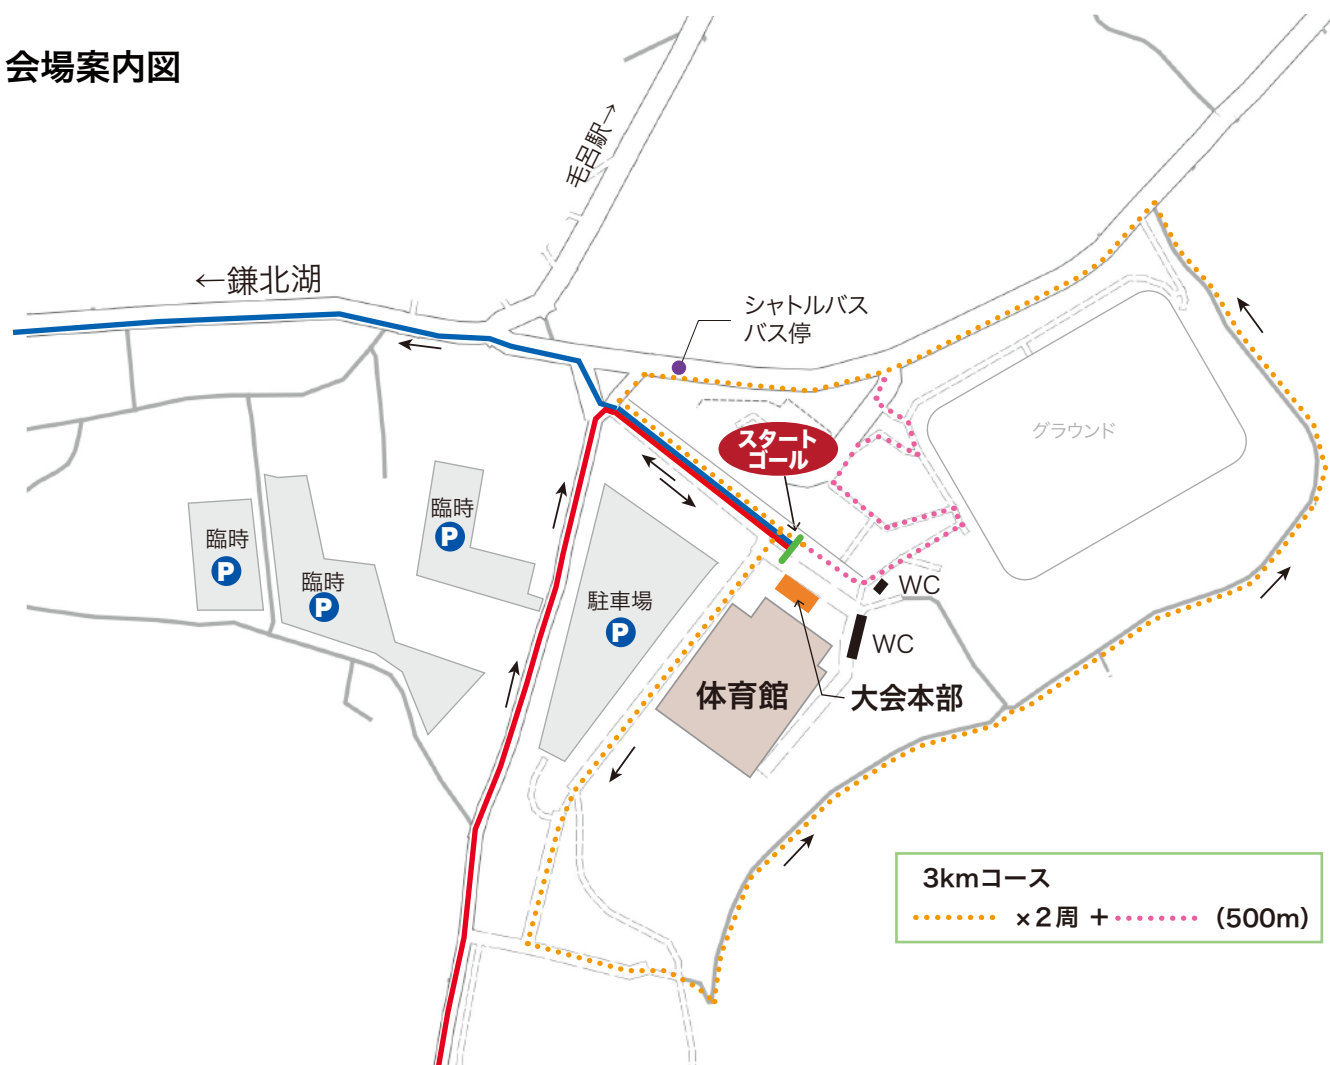 会場案内図
毛呂駅→
←鎌北湖
シャトルバス
バス停
スタート
ゴール
グラウンド
臨時
P
臨時
P
臨時
P
駐車場
P
WC
WC
体育館
大会本部
3kmコース
×2周 + (500m)